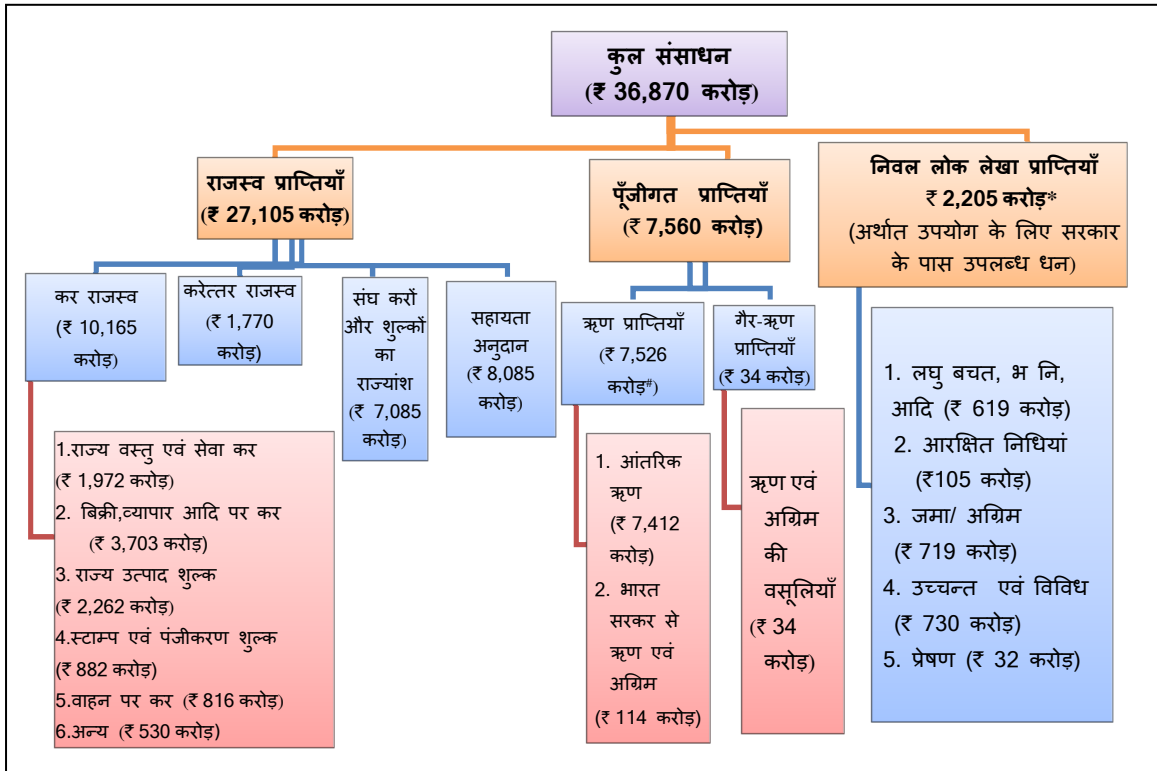 कुल संसाधन
(₹ 36,870 करोड़)
राजस्व प्राप्तियाँ
(₹ 27,105 करोड़)
पूँजीगत प्राप्तियाँ
(₹ 7,560 करोड़)
निवल लोक लेखा प्राप्तियाँ
₹ 2,205 करोड़*
(अर्थात उपयोग के लिए सरकार
के पास उपलब्ध धन)
कर राजस्व
(₹ 10,165
करोड़)
करेत्तर राजस्व
(₹ 1,770
करोड़)
संघ करों
और शुल्कों
का
राज्यांश
(₹ 7,085
करोड़)
सहायता
अनुदान
(₹ 8,085
करोड़)
ऋण प्राप्तियाँ
(₹ 7,526
करोड़#)
गैर-ऋण
प्राप्तियाँ
(₹ 34 करोड़)
1.राज्य वस्तु एवं सेवा कर
(₹ 1,972 करोड़)
2. बिक्री,व्यापार आदि पर कर
(₹ 3,703 करोड़)
3. राज्य उत्पाद शुल्क
(₹ 2,262 करोड़)
4.स्टाम्प एवं पंजीकरण शुल्क
(₹ 882 करोड़)
5.वाहन पर कर (₹ 816 करोड़)
6.अन्य (₹ 530 करोड़)
1. आंतरिक
ऋण
(₹ 7,412
करोड़)
2. भारत
सरकर से
ऋण एवं
अग्रिम
(₹ 114 करोड़)
ऋण एवं
अग्रिम
की
वसूलियाँ
(₹ 34
करोड़)
1. लघु बचत, भ नि,
आदि (₹ 619 करोड़)
2. आरक्षित निधियां
(₹105 करोड़)
3. जमा/ अग्रिम
(₹ 719 करोड़)
4. उच्चन्त एवं विविध
(₹ 730 करोड़)
5. प्रेषण (₹ 32 करोड़)